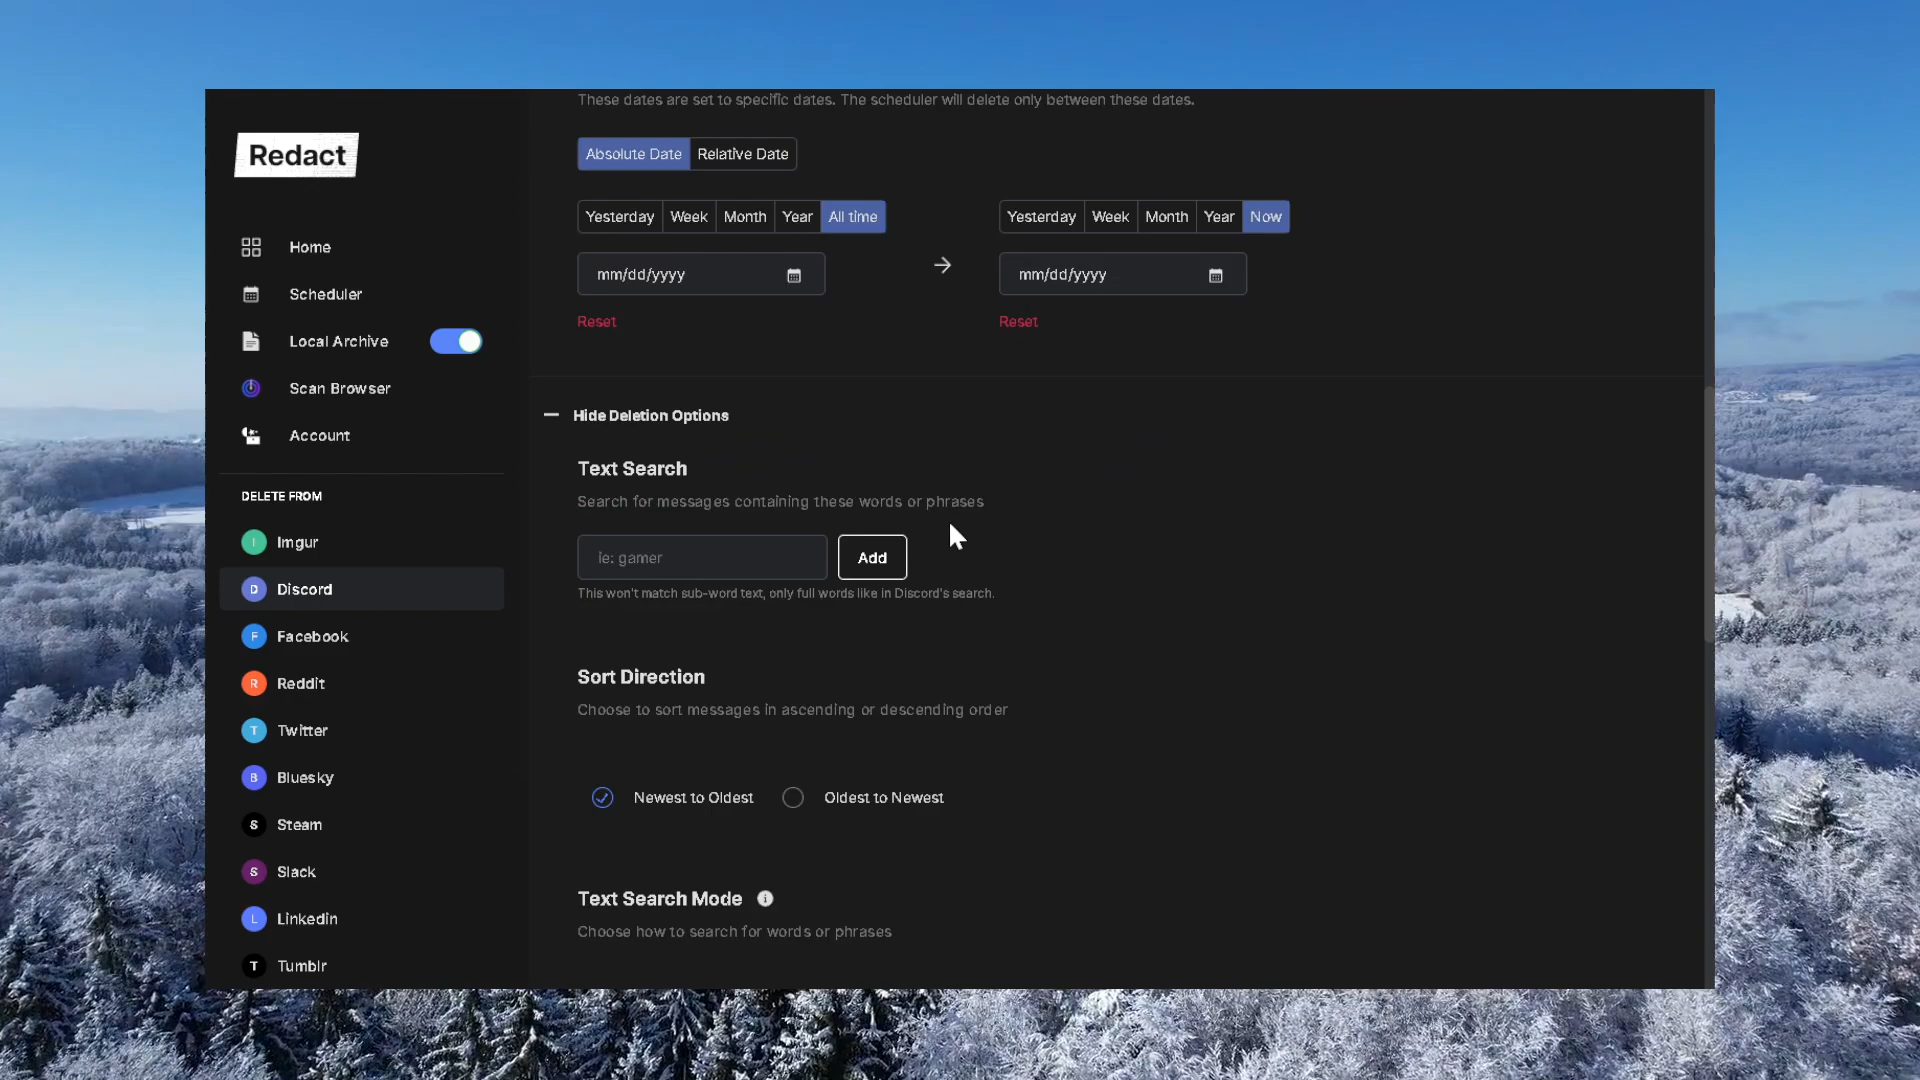 These dates are set to specific dates. The scheduler will delete only between these dates.
Redact
Absolute Date Relative Date
Yesterday Week Month Year All time
Yesterday Week Month Year Now
Home
mm/dd/yyyy
mm/dd/yyyy
Scheduler
Reset
Reset
Local Archive
Scan Browser
Hide Deletion Options
Account
Text Search
DELETE FROM
Search for messages containing these words or phrases
I Imgur
ie: gamer Add
D Discord
This won't match sub-word text, only full words like in Discord's search.
F Facebook
R Reddit
Sort Direction
Choose to sort messages in ascending or descending order
T Twitter
B Bluesky
Newest to Oldest Oldest to Newest
S Steam
S Slack
Text Search Mode i
L Linkedin
Choose how to search for words or phrases
T Tumblr